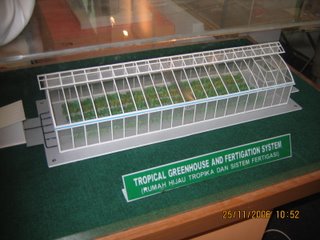 TROPICAL GREENHOUSE AND FERTIGATION SYSTEM
(RUMAH HIJAU TROPIKA DAN SISTEM FERTIGASI)
25/11/2006 10:52